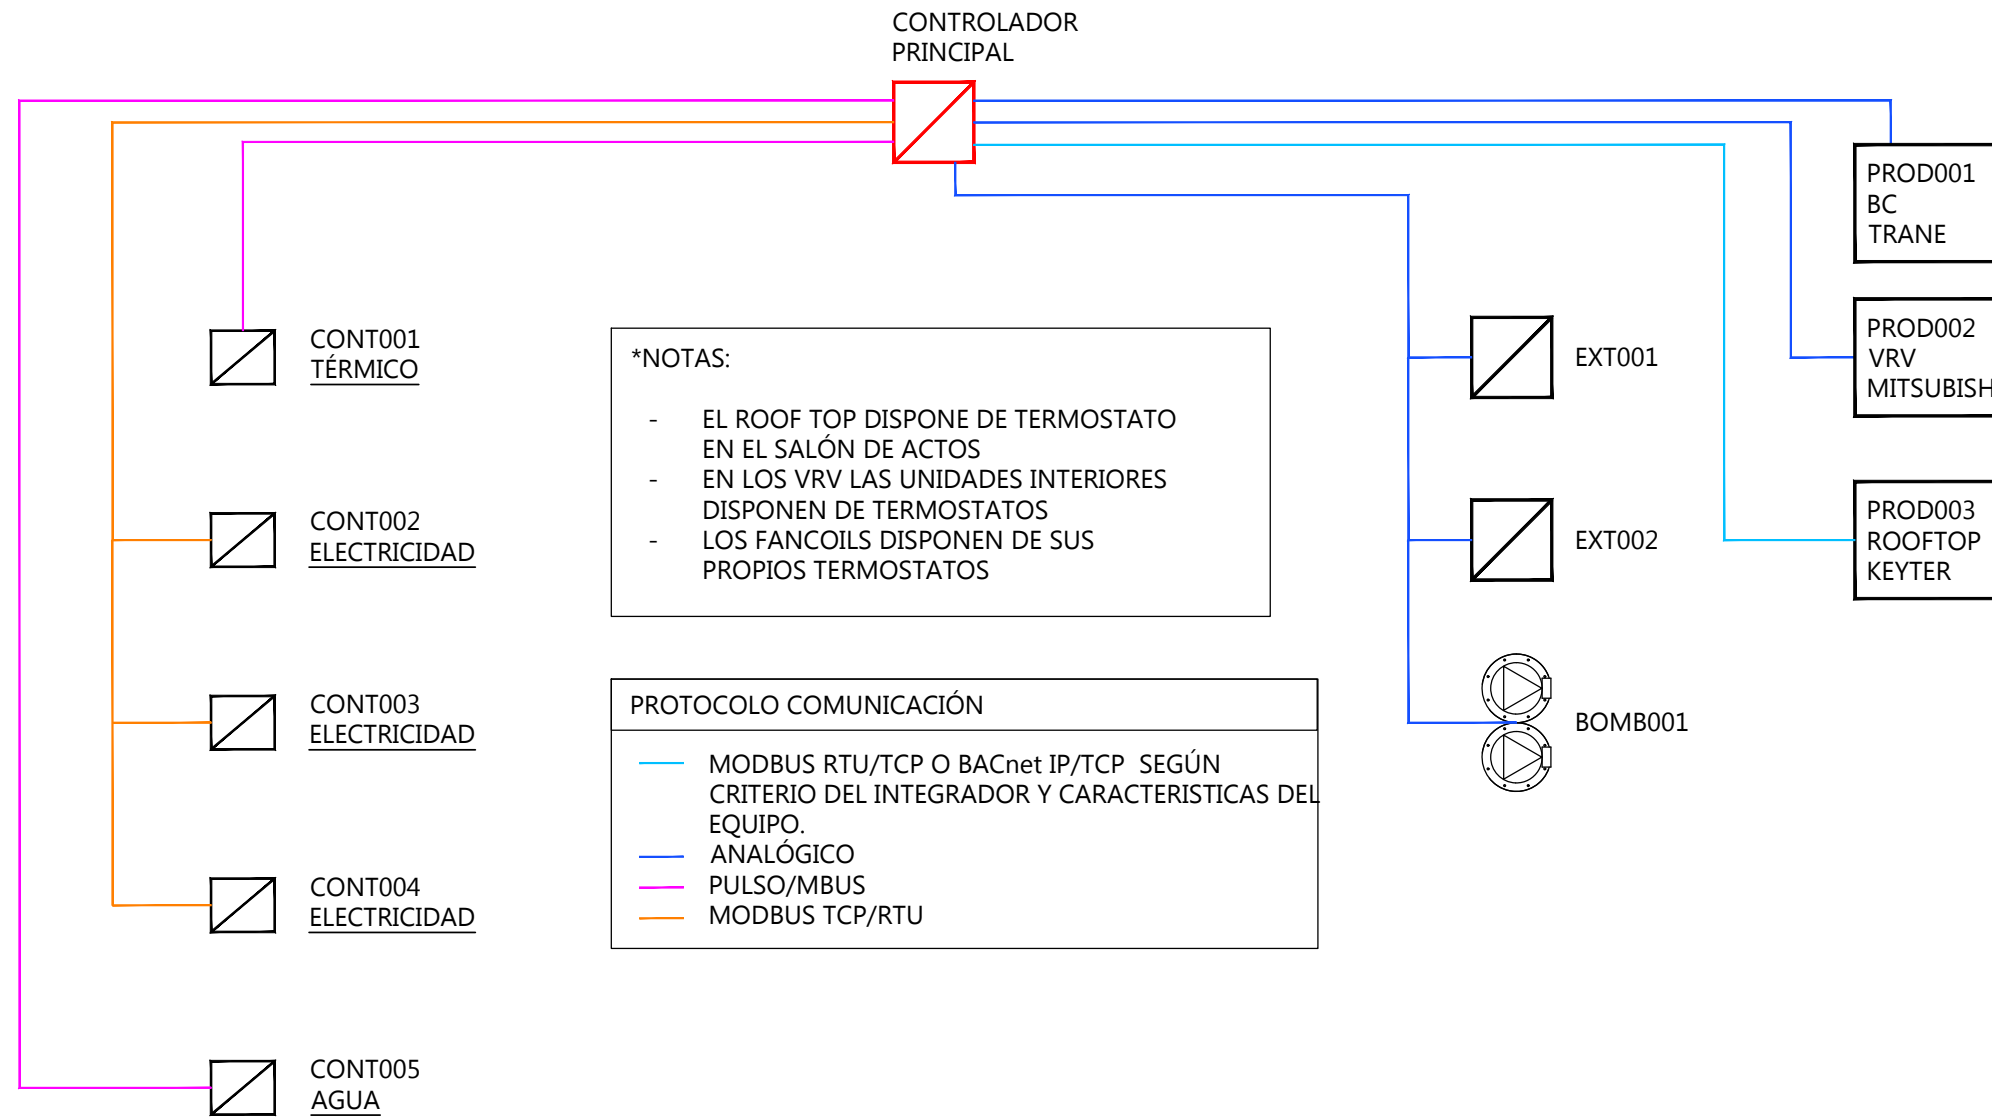 CONTROLADOR
PRINCIPAL
PROD001
BC
TRANE
PROD002
VRV
MITSUBISH
PROD003
ROOFTOP
KEYTER
CONT001
TÉRMICO
CONT002
ELECTRICIDAD
CONT003
ELECTRICIDAD
CONT004
ELECTRICIDAD
CONT005
AGUA
*NOTAS:
- EL ROOF TOP DISPONE DE TERMOSTATO
EN EL SALÓN DE ACTOS
- EN LOS VRV LAS UNIDADES INTERIORES
DISPONEN DE TERMOSTATOS
- LOS FANCOILS DISPONEN DE SUS
PROPIOS TERMOSTATOS
PROTOCOLO COMUNICACIÓN
MODBUS RTU/TCP O BACnet IP/TCP SEGÚN
CRITERIO DEL INTEGRADOR Y CARACTERISTICAS DEL
EQUIPO.
ANALÓGICO
PULSO/MBUS
MODBUS TCP/RTU
EXT001
EXT002
BOMB001